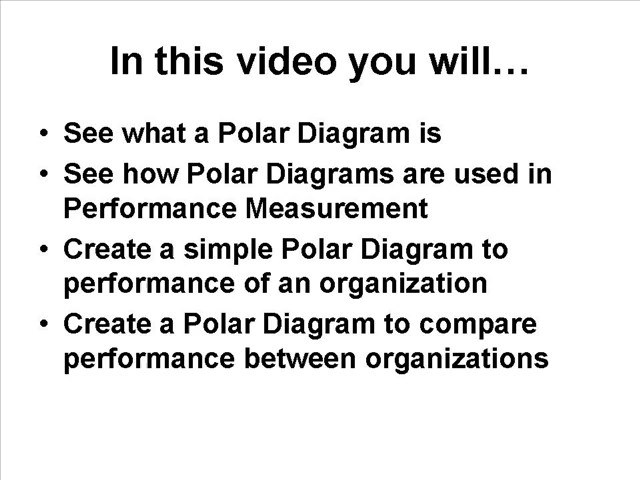 In this video you will…
• See what a Polar Diagram is
• See how Polar Diagrams are used in
Performance Measurement
• Create a simple Polar Diagram to
performance of an organization
• Create a Polar Diagram to compare
performance between organizations